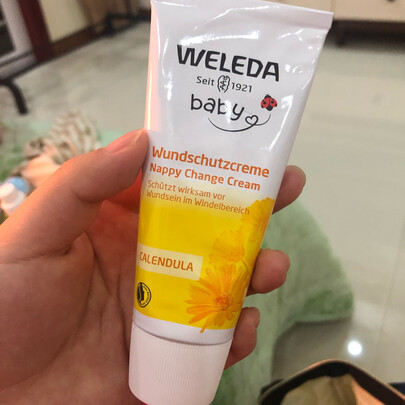 WELEDA
Seit 1921
baby
Wundschutzcreme
Nappy Change Cream
Schützt wirksam vor
Wundsein im Windelbereich
CALENDULA